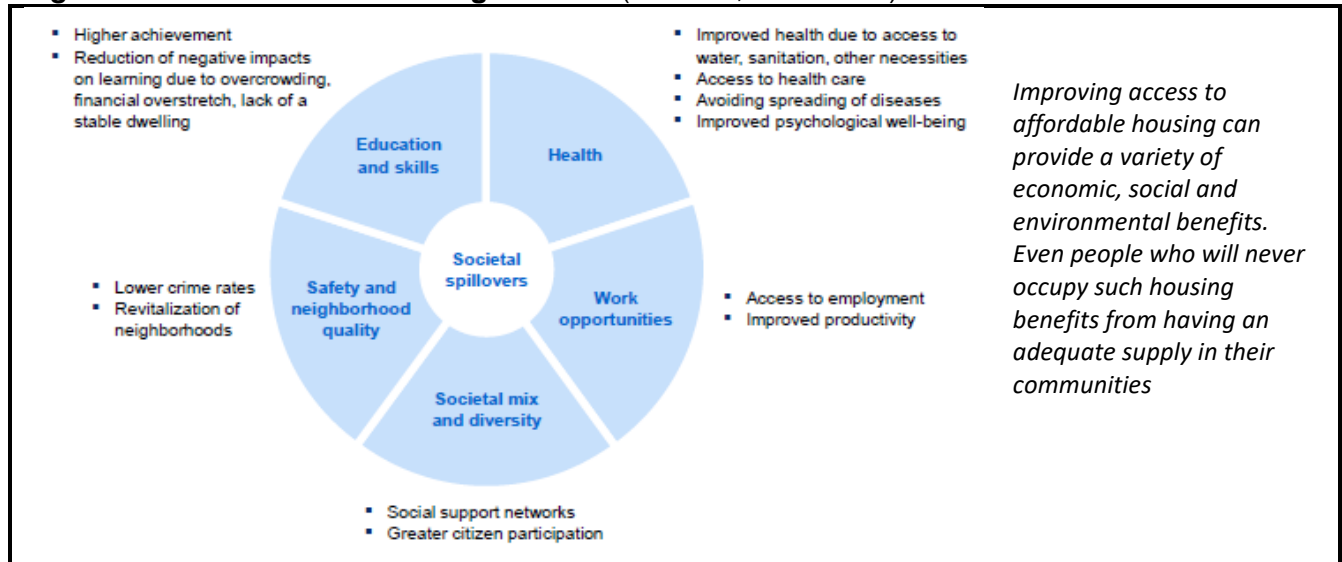 Higher achievement
Reduction of negative impacts
on learning due to overcrowding,
financial overstretch, lack of a
stable dwelling
Improved health due to access to
water, sanitation, other necessities
Access to health care
Avoiding spreading of diseases
Improved psychological well-being
Education
and skills
Health
Societal
spillovers
Safety and
neighborhood
quality
Work
opportunities
Societal mix
and diversity
Lower crime rates
Revitalization of
neighborhoods
Access to employment
Improved productivity
Social support networks
Greater citizen participation
Improving access to
affordable housing can
provide a variety of
economic, social and
environmental benefits.
Even people who will never
occupy such housing
benefits from having an
adequate supply in their
communities